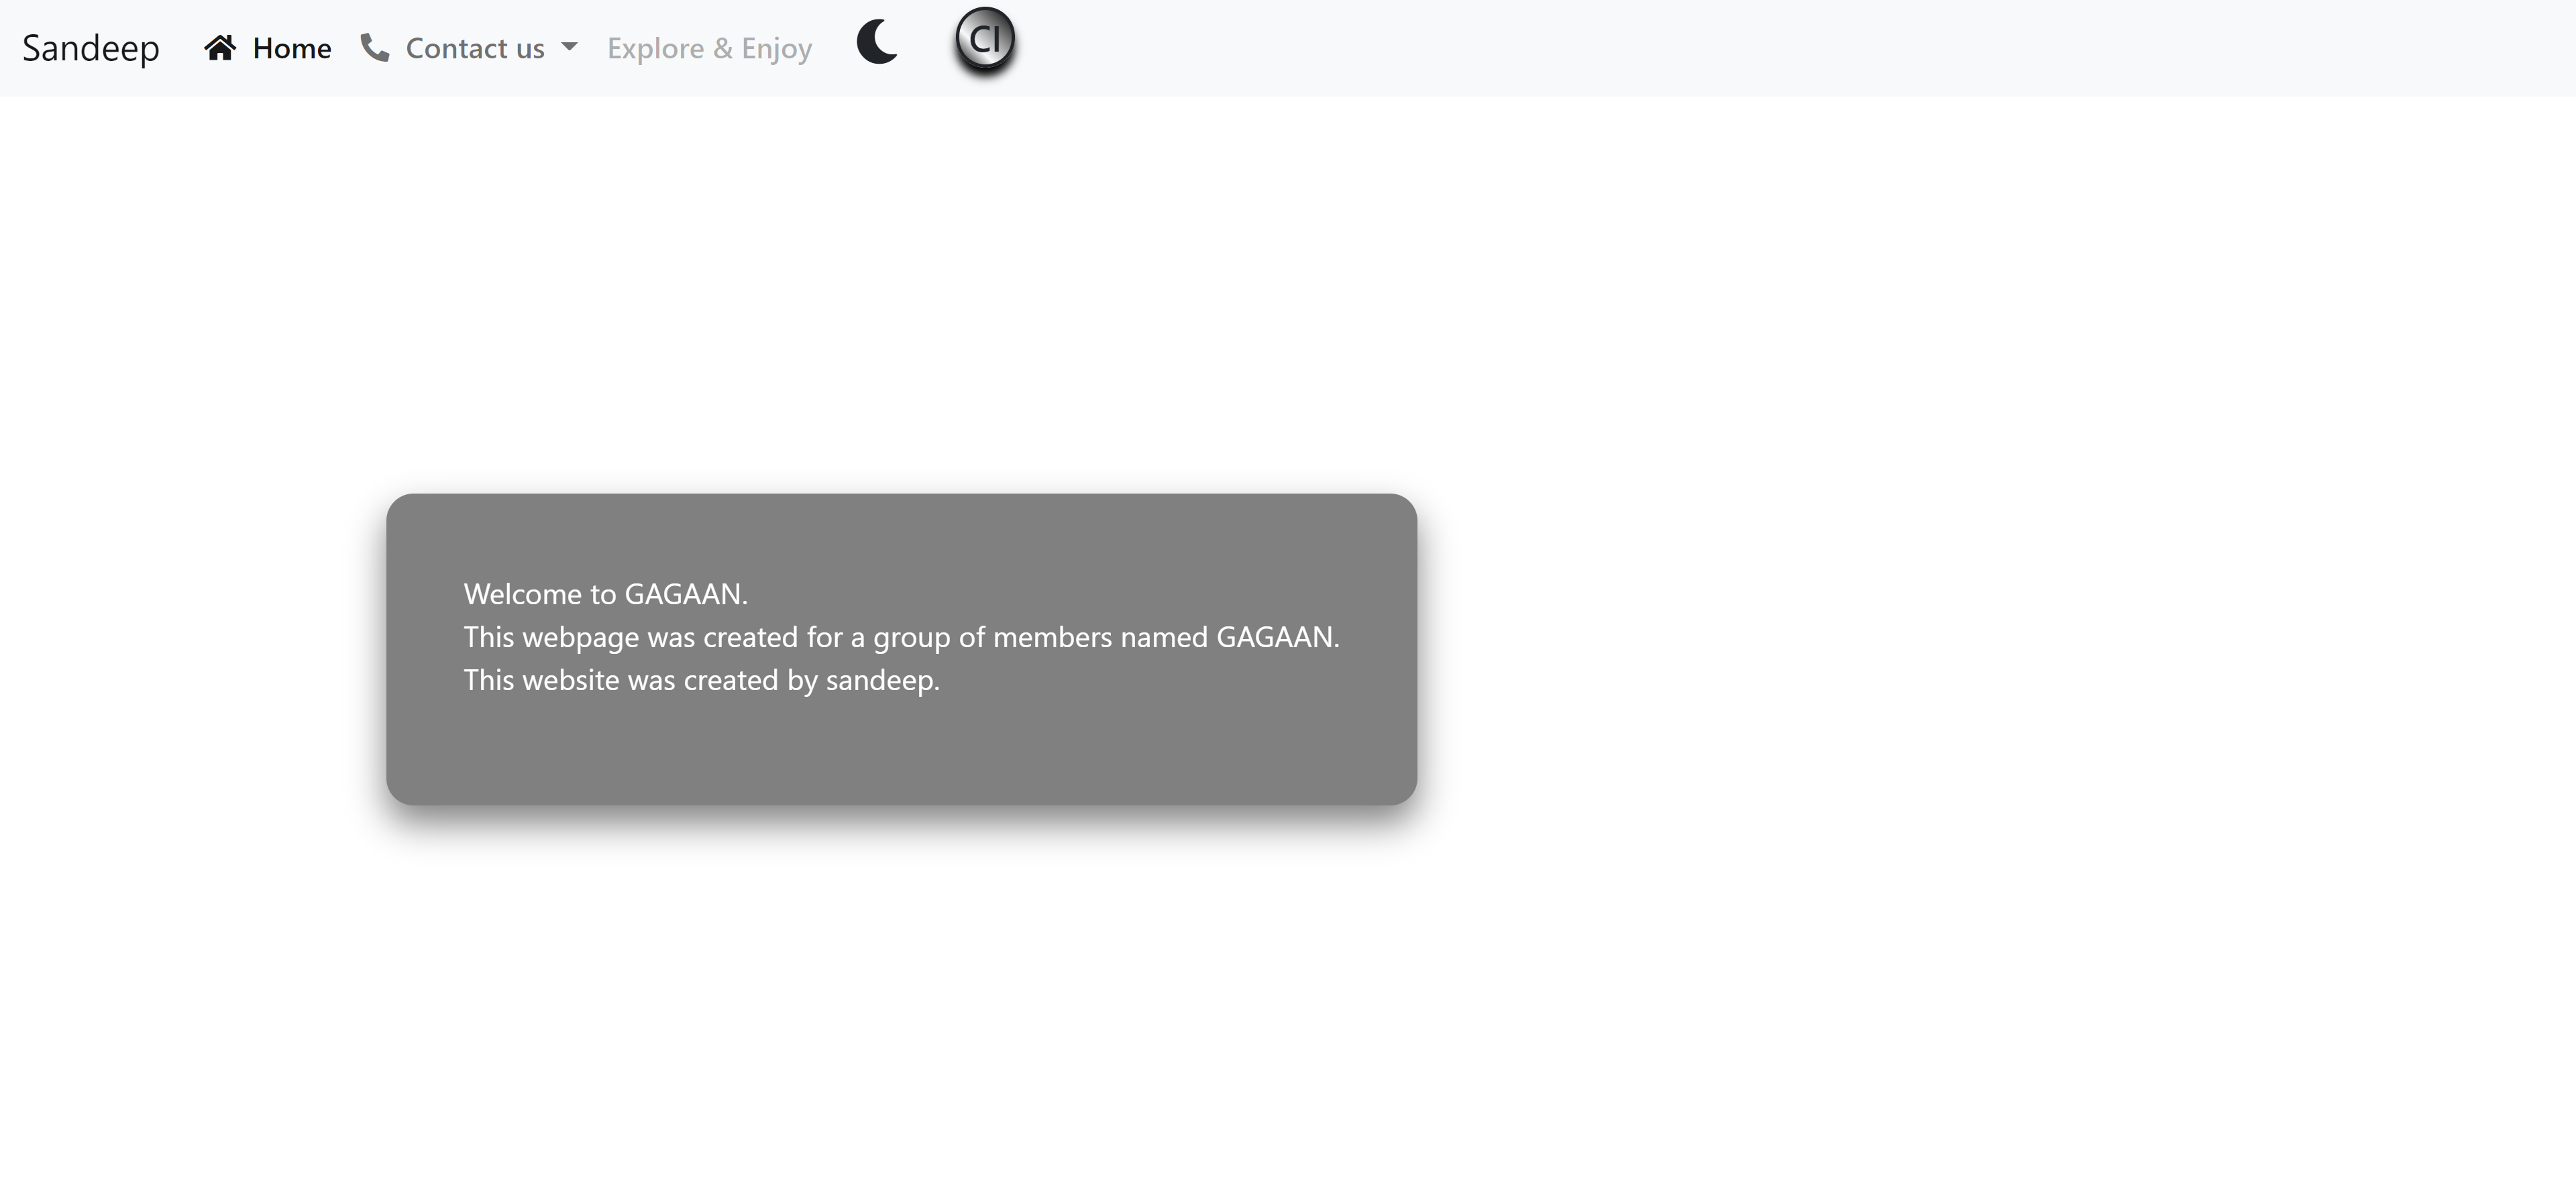 Sandeep Home Contact us Explore & Enjoy CI
Welcome to GAGAAN.
This webpage was created for a group of members named GAGAAN.
This website was created by sandeep.